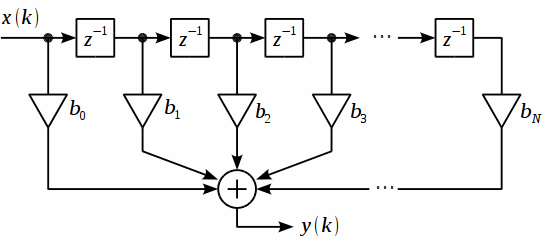 x(k)
z⁻¹ z⁻¹ z⁻¹ ... z⁻¹
b₀ b₁ b₂ b₃ b_N
+ ...
y(k)